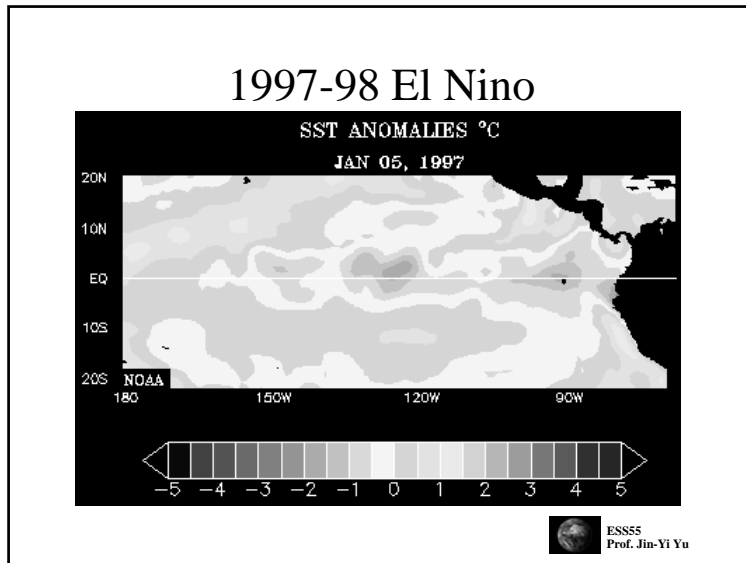 1997-98 El Nino
SST ANOMALIES °C
JAN 05, 1997
20N
10N
EQ
10S
20S
NOAA
180 150W 120W 90W
-5 -4 -3 -2 -1 0 1 2 3 4 5
ESS55
Prof. Jin-Yi Yu